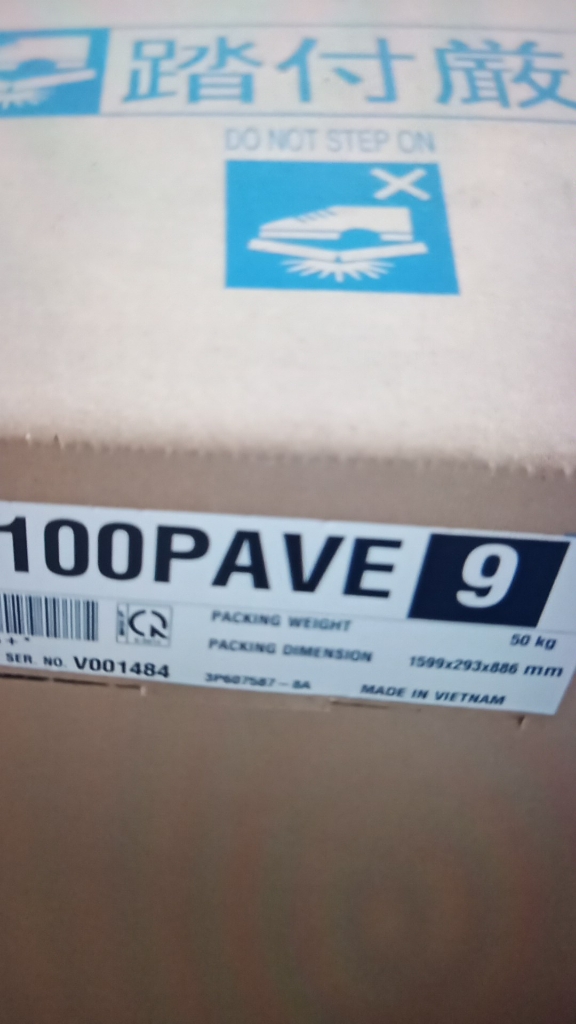 踏付厳
DO NOT STEP ON
100PAVE 9
PACKING WEIGHT 50 kg
PACKING DIMENSION 1599x293x886 mm
SER. NO. V001484
3P607587-8A MADE IN VIETNAM